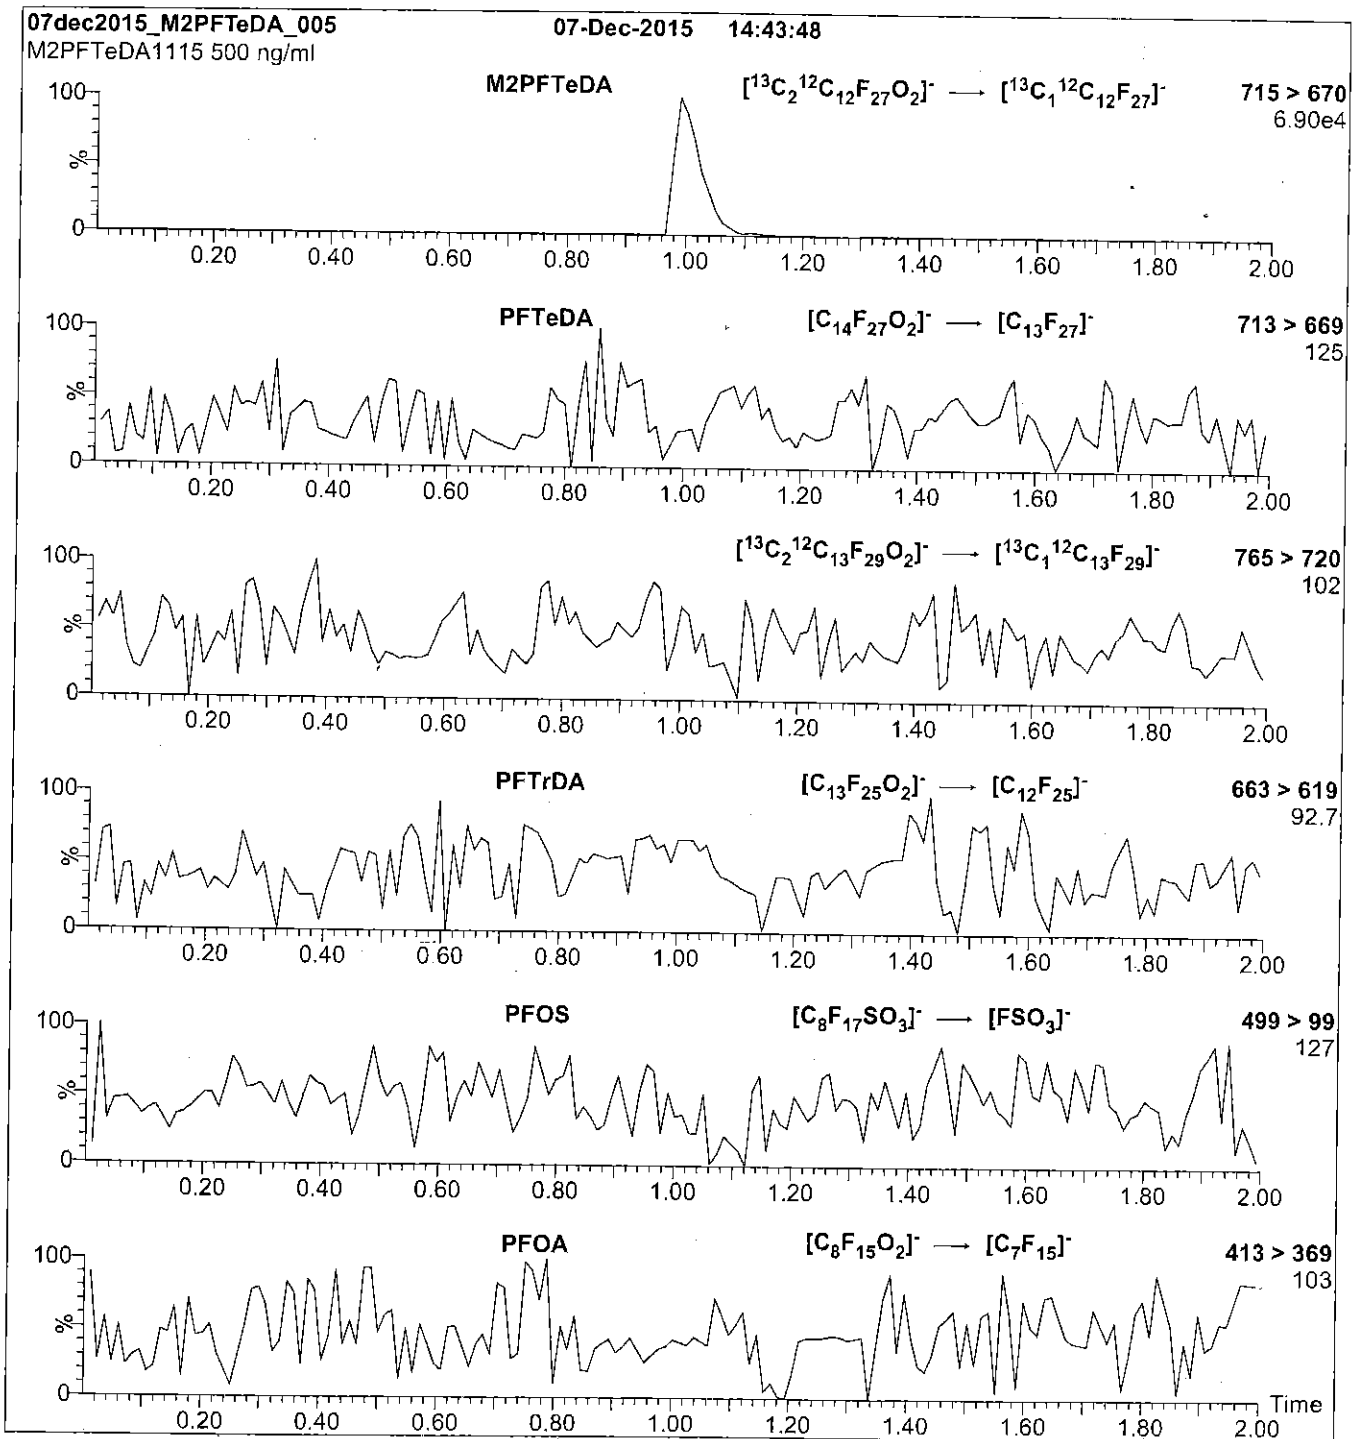 07dec2015_M2PFTeDA_005 07-Dec-2015 14:43:48
M2PFTeDA1115 500 ng/ml
M2PFTeDA [¹³C₂¹²C₁₂F₂₇O₂]⁻ → [¹³C₁¹²C₁₂F₂₇]⁻ 715 > 670
6.90e4
100
%
0
0.20 0.40 0.60 0.80 1.00 1.20 1.40 1.60 1.80 2.00
PFTeDA [C₁₄F₂₇O₂]⁻ → [C₁₃F₂₇]⁻ 713 > 669
125
100
%
0
0.20 0.40 0.60 0.80 1.00 1.20 1.40 1.60 1.80 2.00
[¹³C₂¹²C₁₃F₂₉O₂]⁻ → [¹³C₁¹²C₁₃F₂₉]⁻ 765 > 720
102
100
%
0
0.20 0.40 0.60 0.80 1.00 1.20 1.40 1.60 1.80 2.00
PFTrDA [C₁₃F₂₅O₂]⁻ → [C₁₂F₂₅]⁻ 663 > 619
92.7
100
%
0
0.20 0.40 0.60 0.80 1.00 1.20 1.40 1.60 1.80 2.00
PFOS [C₈F₁₇SO₃]⁻ → [FSO₃]⁻ 499 > 99
127
100
%
0
0.20 0.40 0.60 0.80 1.00 1.20 1.40 1.60 1.80 2.00
PFOA [C₈F₁₅O₂]⁻ → [C₇F₁₅]⁻ 413 > 369
103
100
%
0
Time
0.20 0.40 0.60 0.80 1.00 1.20 1.40 1.60 1.80 2.00